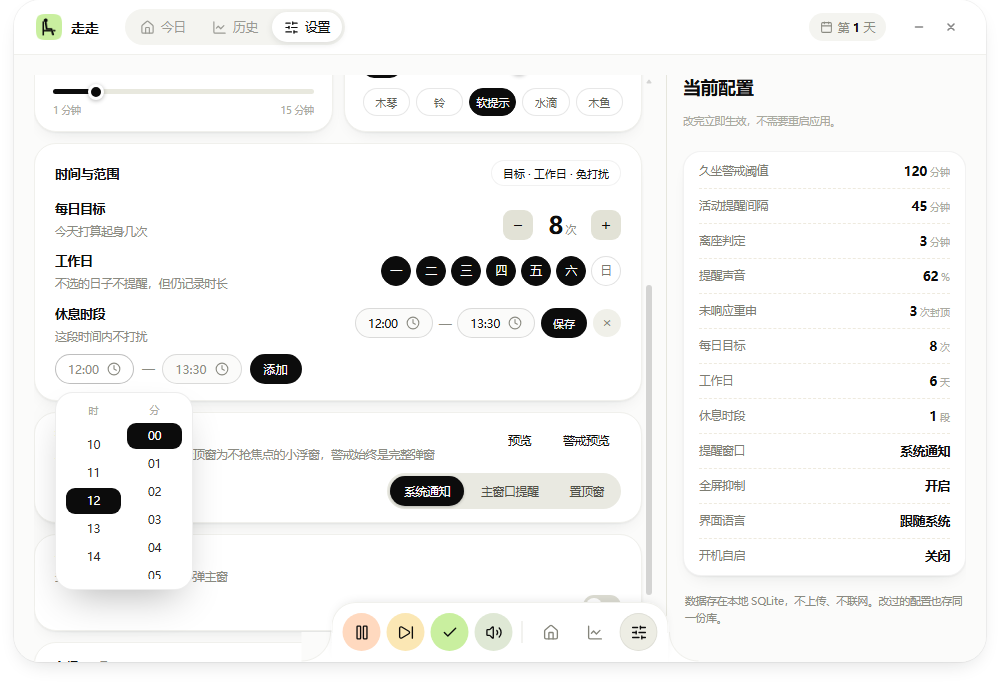 走走
今日
历史
设置
第 1 天
1 分钟
15 分钟
木琴
铃
软提示
水滴
木鱼
时间与范围
目标 · 工作日 · 免打扰
每日目标
今天打算起身几次
− 8 次 +
工作日
不选的日子不提醒，但仍记录时长
一 二 三 四 五 六 日
休息时段
这段时间内不打扰
12:00 — 13:30 保存 ×
12:00 — 13:30 添加
时 分
10 00
11 01
12 02
13 03
14 04
05
预览 警戒预览
顶窗为不抢焦点的小浮窗，警戒始终是完整弹窗
系统通知 主窗口提醒 置顶窗
弹主窗
当前配置
改完立即生效，不需要重启应用。
久坐警戒阈值 120 分钟
活动提醒间隔 45 分钟
离座判定 3 分钟
提醒声音 62 %
未响应重申 3 次封顶
每日目标 8 次
工作日 6 天
休息时段 1 段
提醒窗口 系统通知
全屏抑制 开启
界面语言 跟随系统
开机自启 关闭
数据存在本地 SQLite，不上传、不联网。改过的配置也存同
一份库。